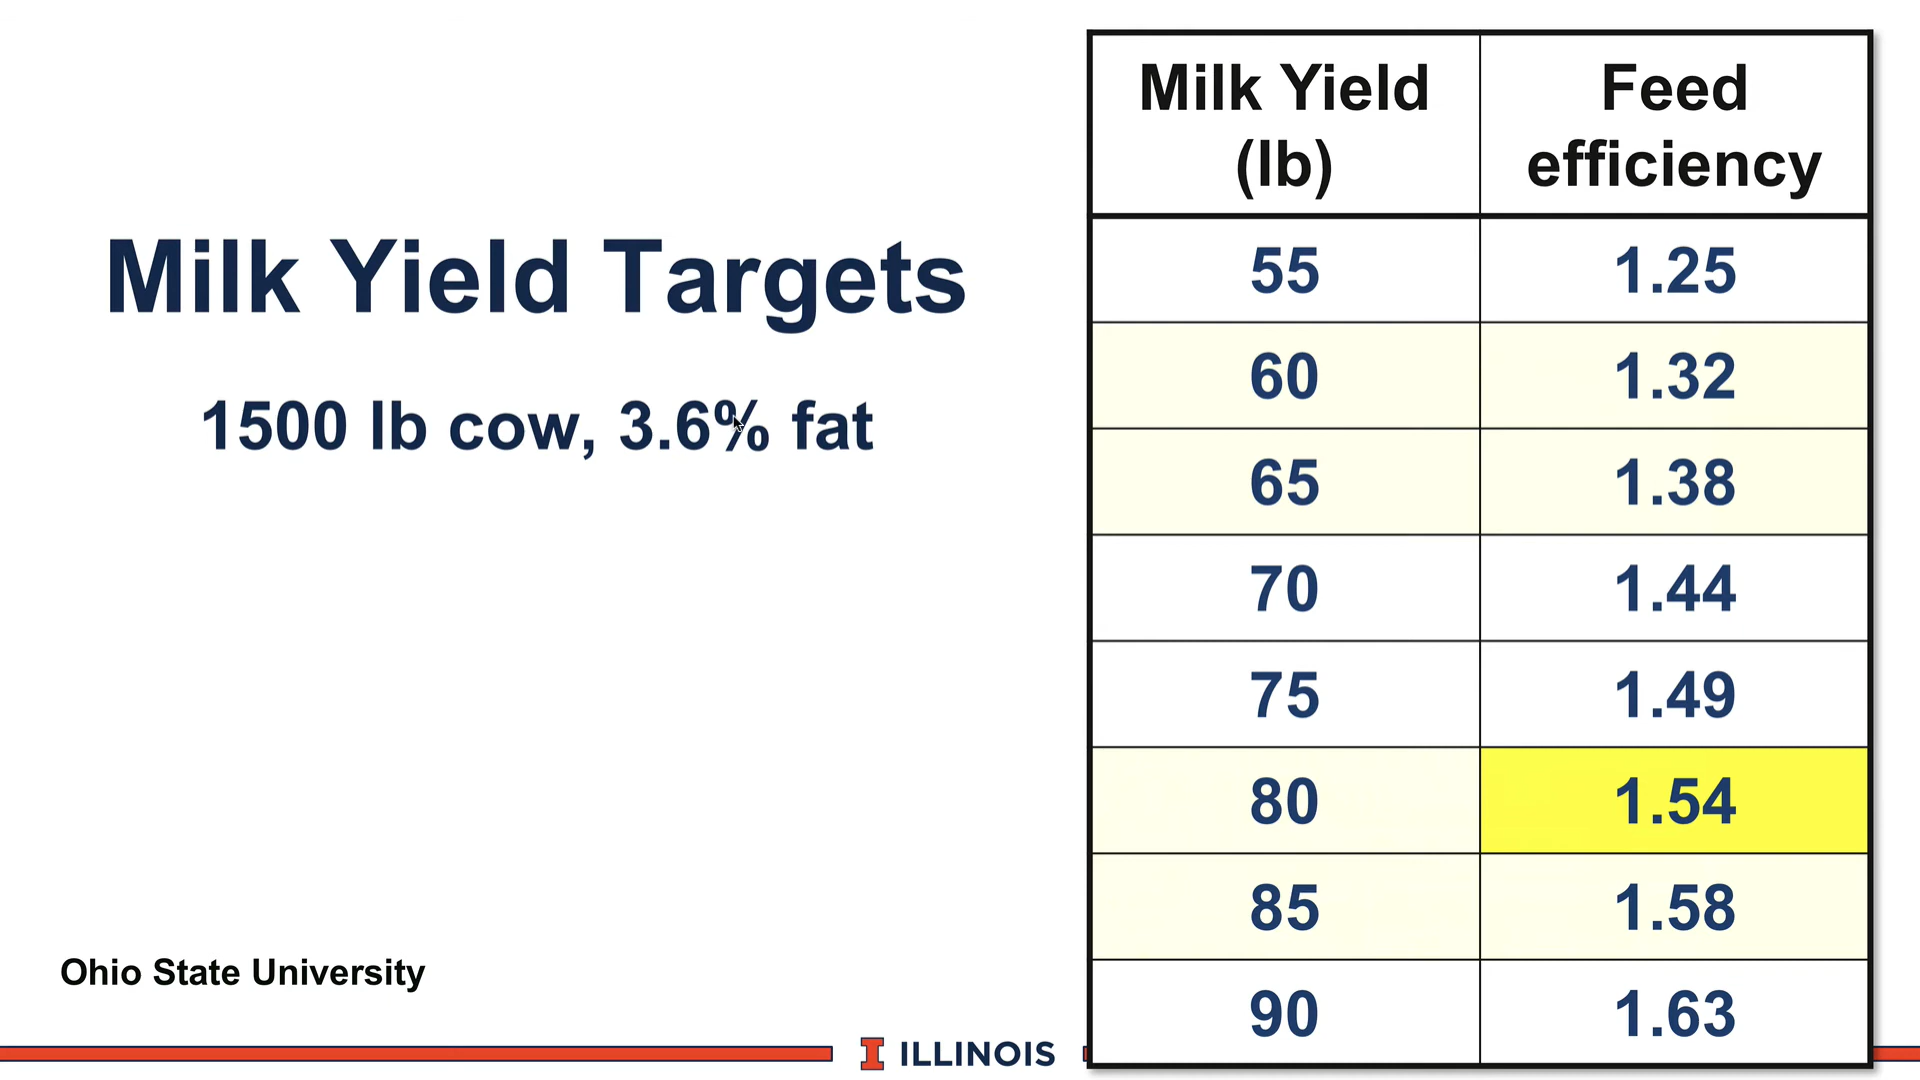 Milk Yield Targets
1500 lb cow, 3.6% fat
Ohio State University
ILLINOIS
Milk Yield (lb) Feed efficiency
55 1.25
60 1.32
65 1.38
70 1.44
75 1.49
80 1.54
85 1.58
90 1.63